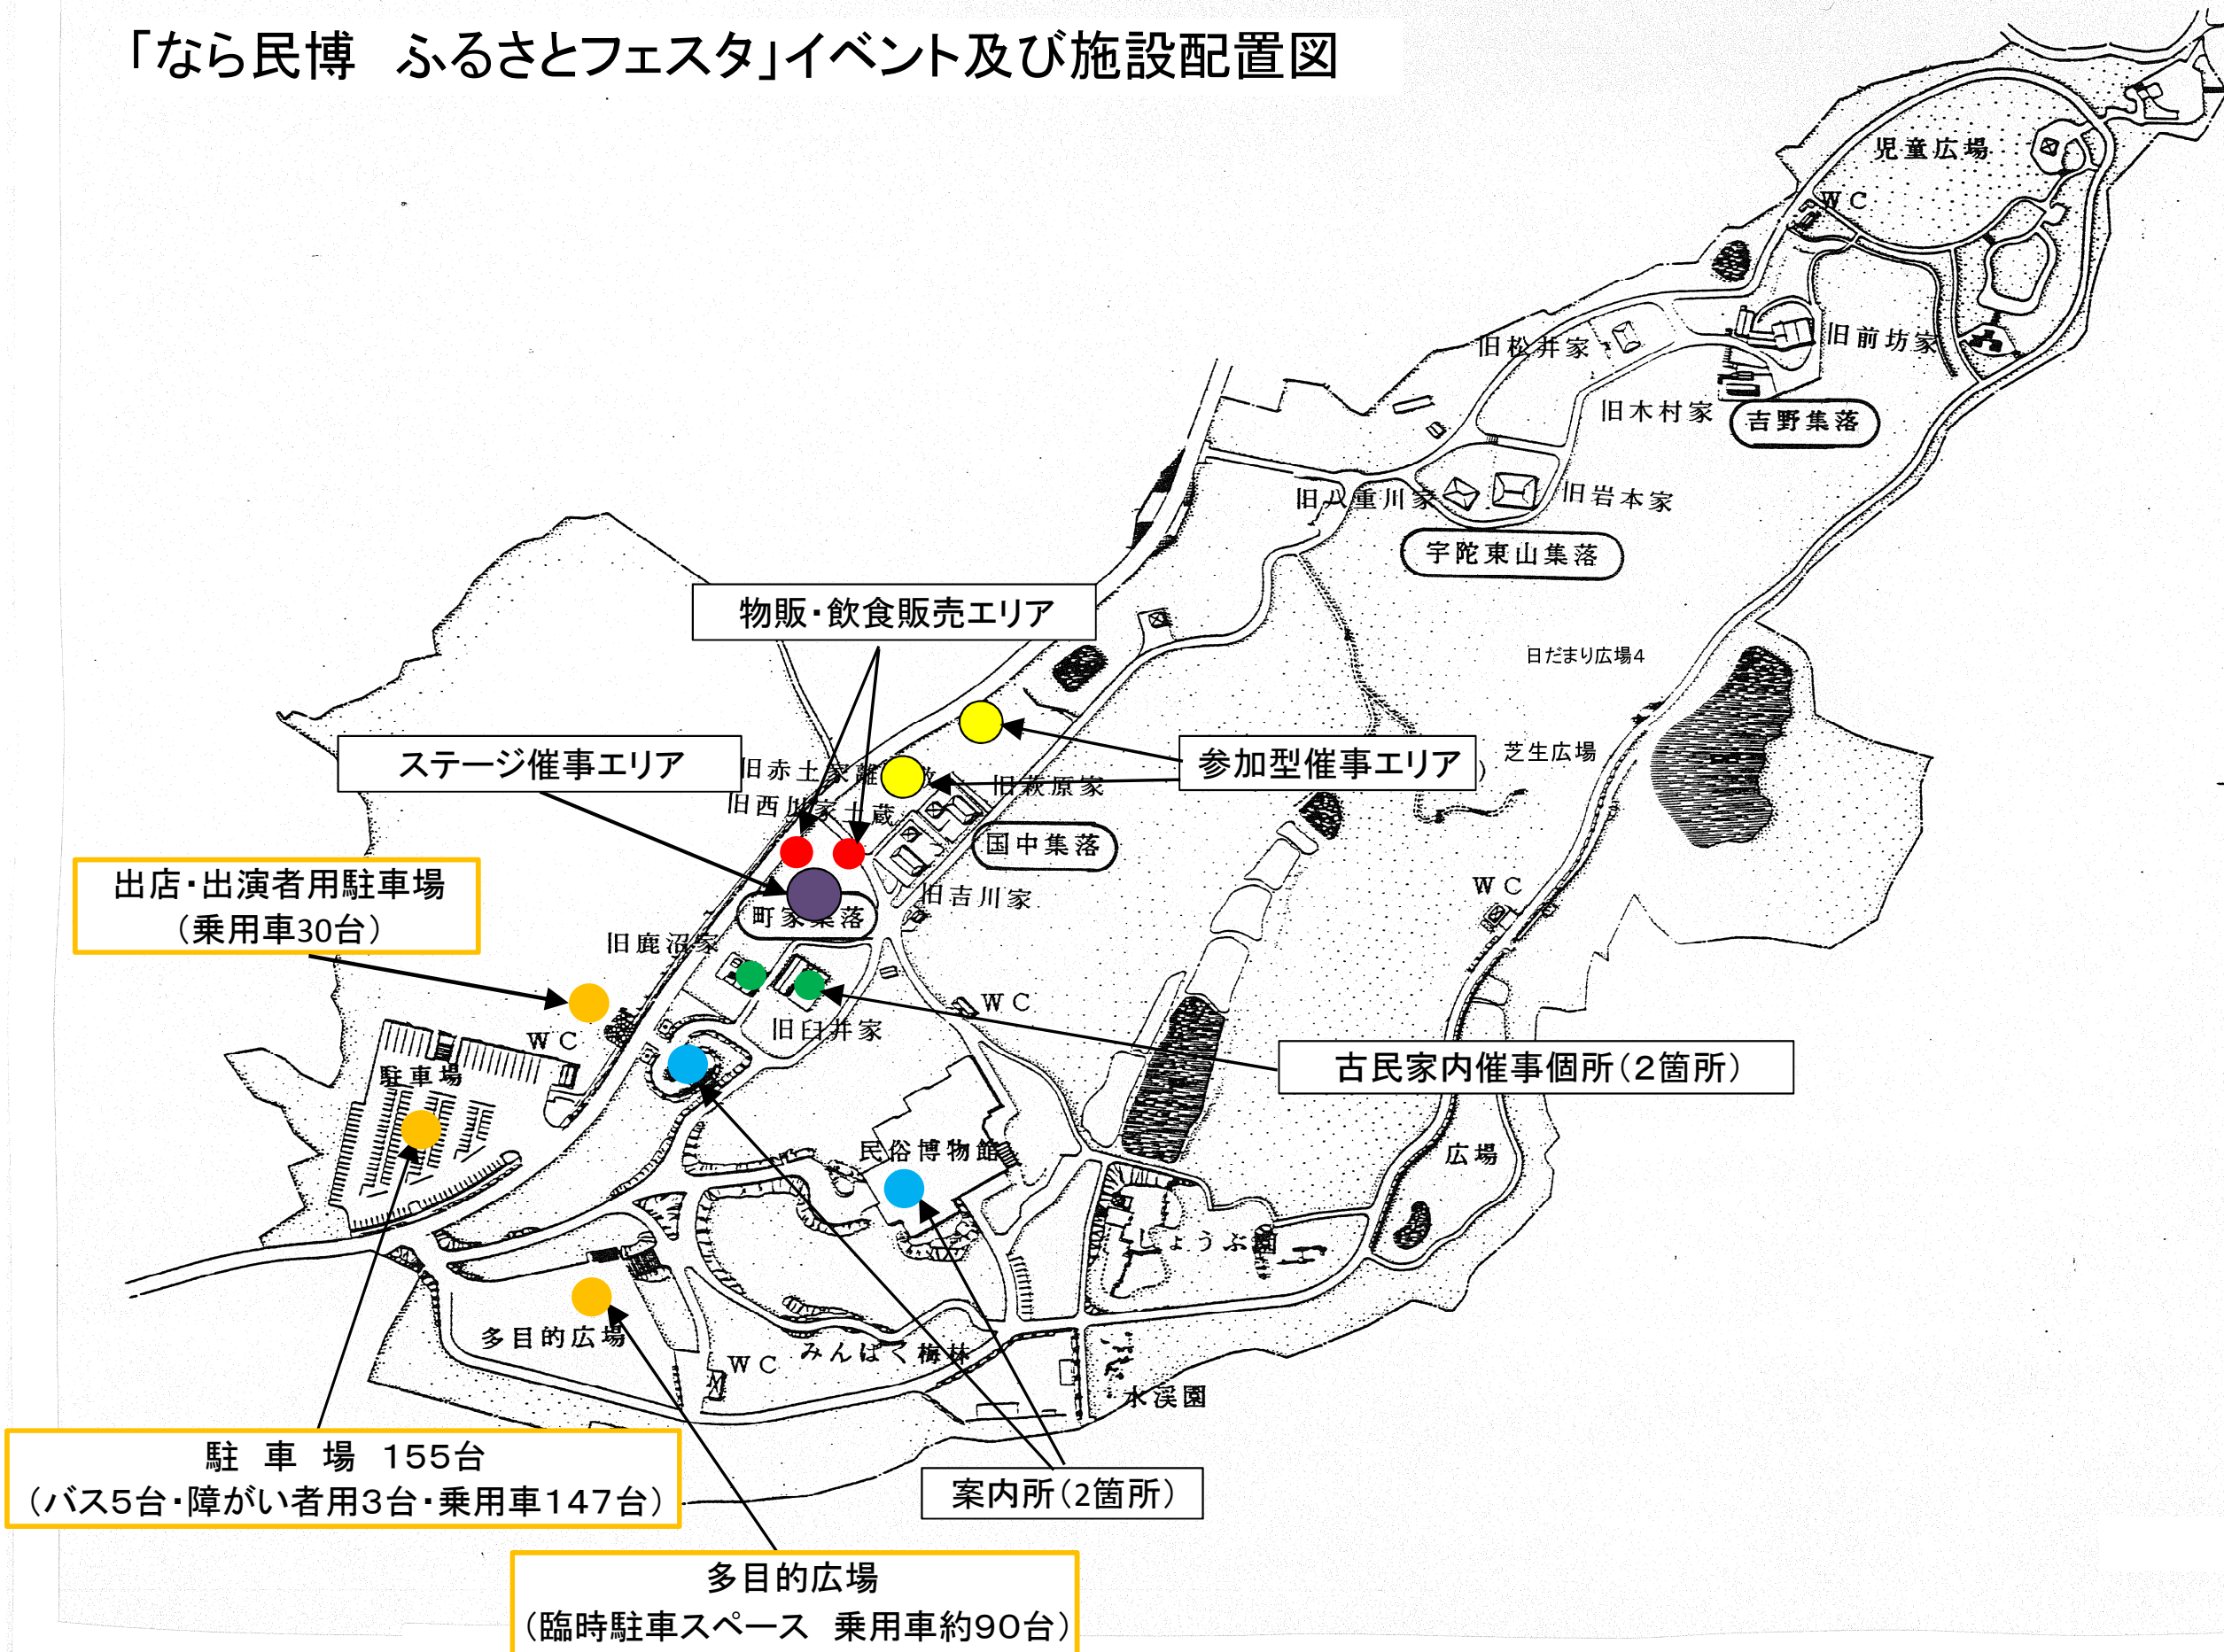 「なら民博　ふるさとフェスタ」イベント及び施設配置図
児童広場
WC
旧松井家
旧前坊家
旧木村家
吉野集落
旧八重川家
旧岩本家
宇陀東山集落
物販・飲食販売エリア
日だまり広場4
ステージ催事エリア
参加型催事エリア
）
芝生広場
旧赤土家離
旧萩原家
旧西川家土蔵
国中集落
出店・出演者用駐車場
（乗用車30台）
旧吉川家
WC
町家集落
旧鹿沼家
WC
旧臼井家
WC
古民家内催事個所（２箇所）
駐車場
民俗博物館
広場
じょうぶ園
多目的広場
WC
みんぱく梅林
水渓園
駐　車　場　155台
（バス5台・障がい者用3台・乗用車147台）
案内所（2箇所）
多目的広場
（臨時駐車スペース　乗用車約90台）